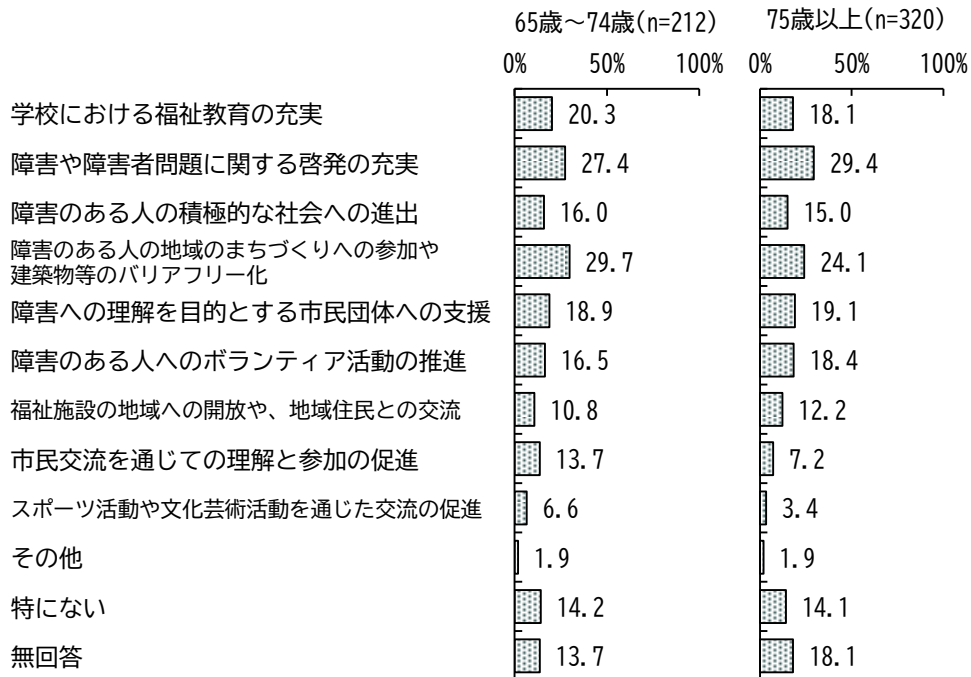 65歳～74歳(n=212) 75歳以上(n=320)
0% 50% 100% 0% 50% 100%
学校における福祉教育の充実 20.3 18.1
障害や障害者問題に関する啓発の充実 27.4 29.4
障害のある人の積極的な社会への進出 16.0 15.0
障害のある人の地域のまちづくりへの参加や
建築物等のバリアフリー化 29.7 24.1
障害への理解を目的とする市民団体への支援 18.9 19.1
障害のある人へのボランティア活動の推進 16.5 18.4
福祉施設の地域への開放や、地域住民との交流 10.8 12.2
市民交流を通じての理解と参加の促進 13.7 7.2
スポーツ活動や文化芸術活動を通じた交流の促進 6.6 3.4
その他 1.9 1.9
特にない 14.2 14.1
無回答 13.7 18.1